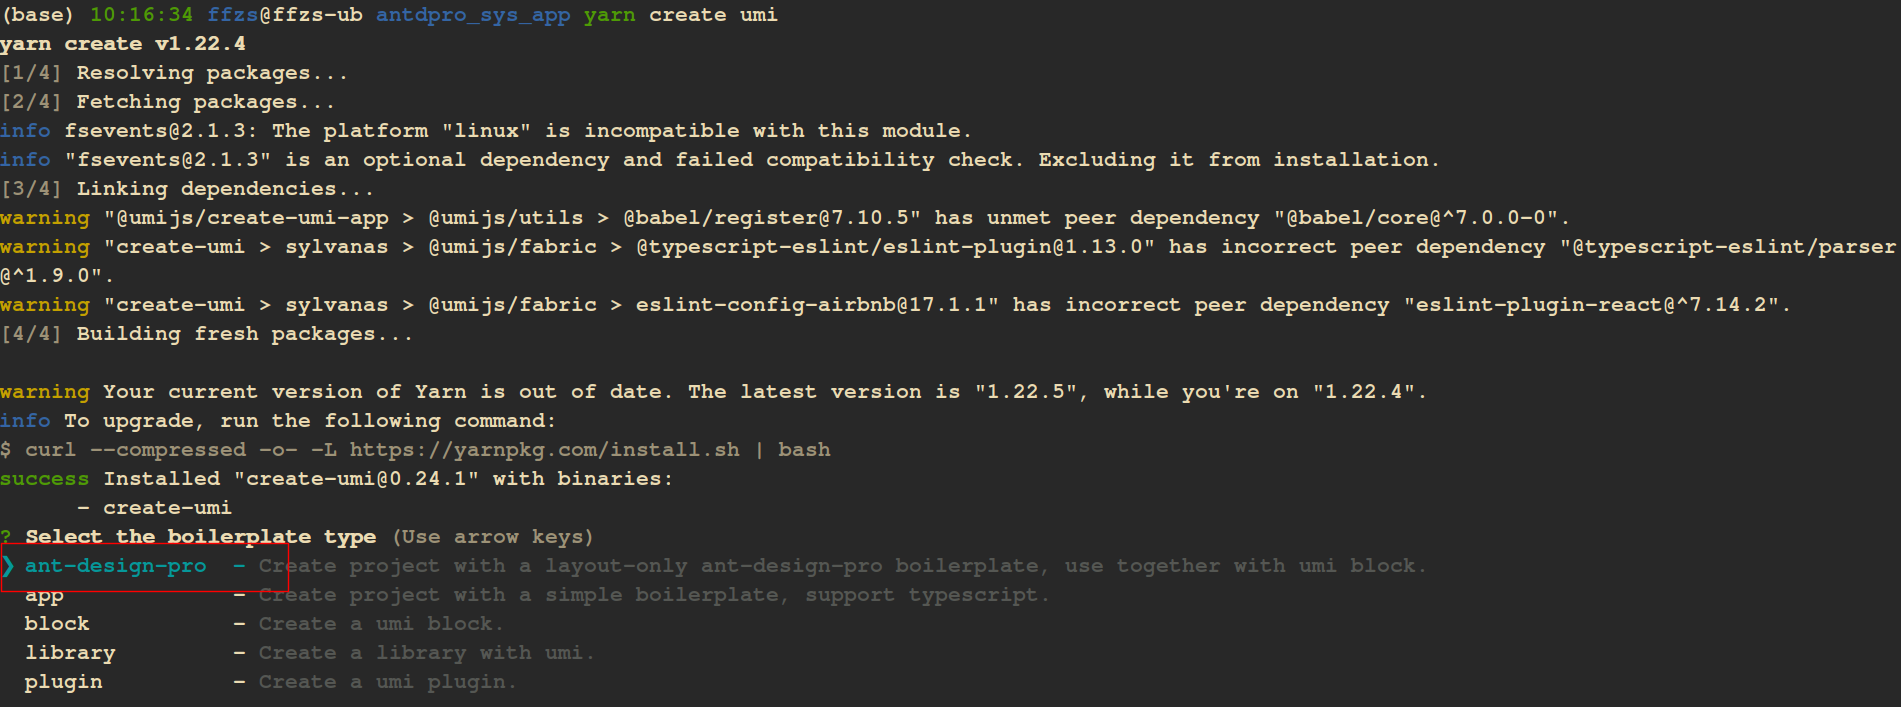 (base) 10:16:34 ffzs@ffzs-ub antdpro_sys_app yarn create umi
yarn create v1.22.4
[1/4] Resolving packages...
[2/4] Fetching packages...
info fsevents@2.1.3: The platform "linux" is incompatible with this module.
info "fsevents@2.1.3" is an optional dependency and failed compatibility check. Excluding it from installation.
[3/4] Linking dependencies...
warning "@umijs/create-umi-app > @umijs/utils > @babel/register@7.10.5" has unmet peer dependency "@babel/core@^7.0.0-0".
warning "create-umi > sylvanas > @umijs/fabric > @typescript-eslint/eslint-plugin@1.13.0" has incorrect peer dependency "@typescript-eslint/parser
@^1.9.0".
warning "create-umi > sylvanas > @umijs/fabric > eslint-config-airbnb@17.1.1" has incorrect peer dependency "eslint-plugin-react@^7.14.2".
[4/4] Building fresh packages...
warning Your current version of Yarn is out of date. The latest version is "1.22.5", while you're on "1.22.4".
info To upgrade, run the following command:
$ curl --compressed -o- -L https://yarnpkg.com/install.sh | bash
success Installed "create-umi@0.24.1" with binaries:
      - create-umi
? Select the boilerplate type (Use arrow keys)
❯ ant-design-pro  - Create project with a layout-only ant-design-pro boilerplate, use together with umi block.
  app             - Create project with a simple boilerplate, support typescript.
  block           - Create a umi block.
  library         - Create a library with umi.
  plugin          - Create a umi plugin.